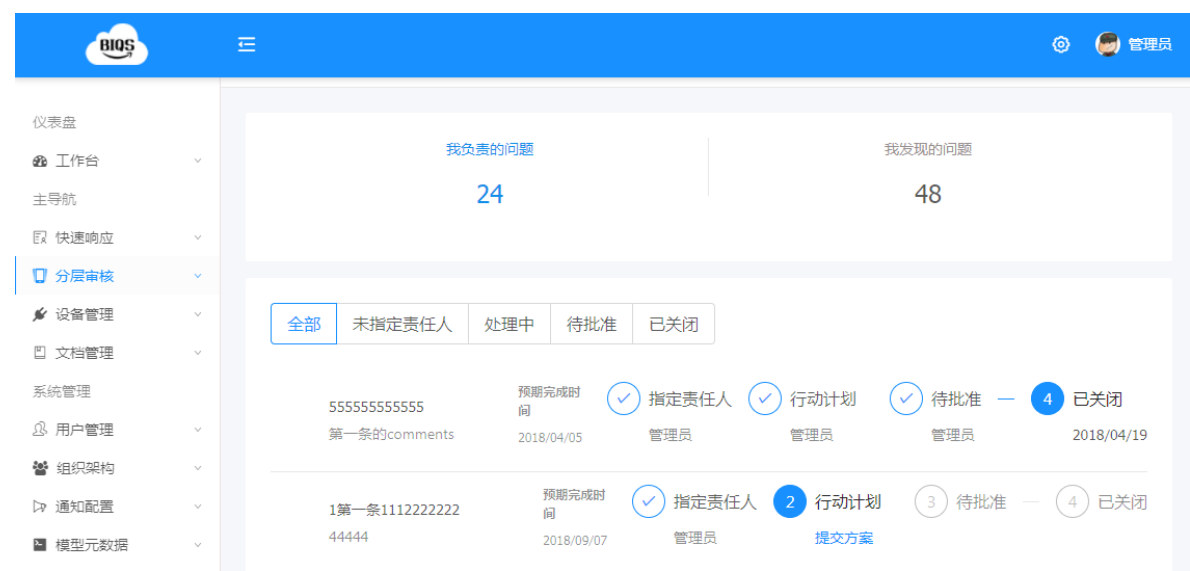 BIQS
管理员
仪表盘
工作台
主导航
快速响应
分层审核
设备管理
文档管理
系统管理
用户管理
组织架构
通知配置
模型元数据
我负责的问题
24
我发现的问题
48
全部 未指定责任人 处理中 待批准 已关闭
555555555555
第一条的comments
预期完成时
间
2018/04/05
指定责任人
管理员
行动计划
管理员
待批准
管理员
4 已关闭
2018/04/19
1第一条1112222222
44444
预期完成时
间
2018/09/07
指定责任人
管理员
2 行动计划
提交方案
3 待批准
4 已关闭